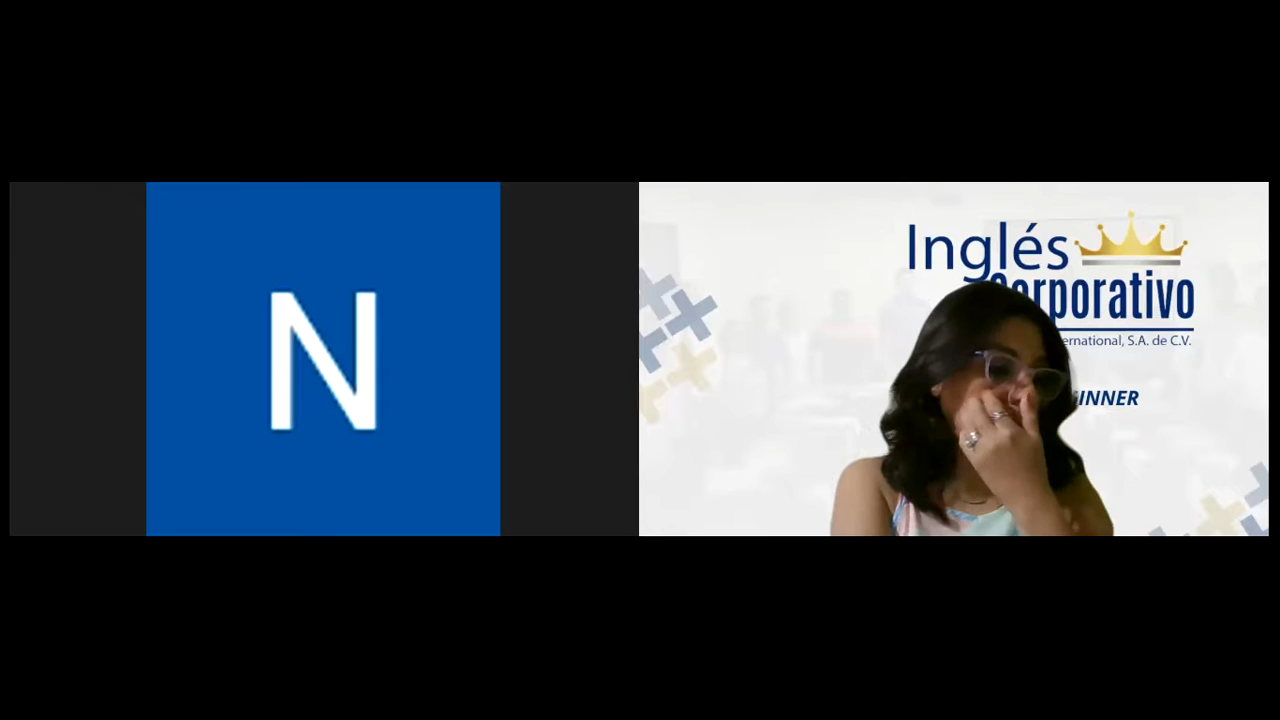 N
Inglés
Corporativo
ernational, S.A. de C.V.
INNER